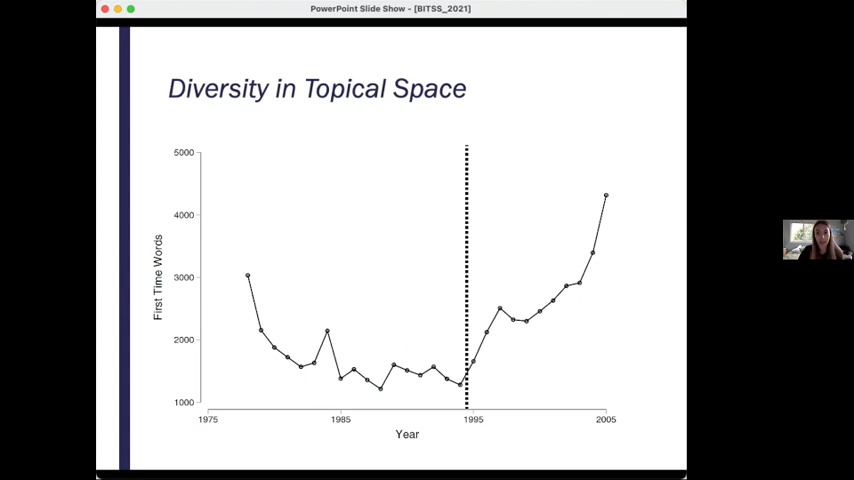 PowerPoint Slide Show - [BITSS_2021]
Diversity in Topical Space
5000
4000
3000
2000
1000
First Time Words
1975
1985
1995
2005
Year